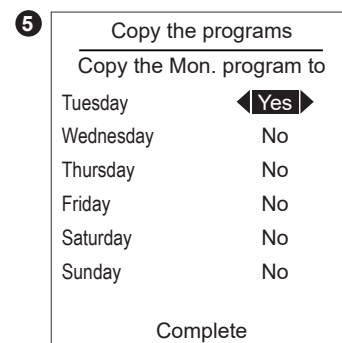 5
Copy the programs
Copy the Mon. program to
Tuesday Yes
Wednesday No
Thursday No
Friday No
Saturday No
Sunday No
Complete